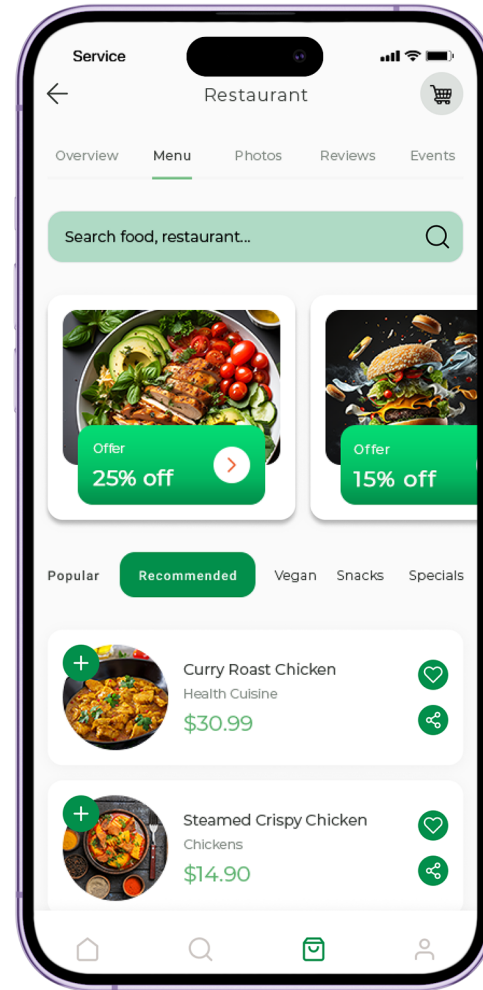 Service
Restaurant
Overview Menu Photos Reviews Events
Search food, restaurant...
Offer
25% off
Offer
15% off
Popular Recommended Vegan Snacks Specials
Curry Roast Chicken
Health Cuisine
$30.99
Steamed Crispy Chicken
Chickens
$14.90